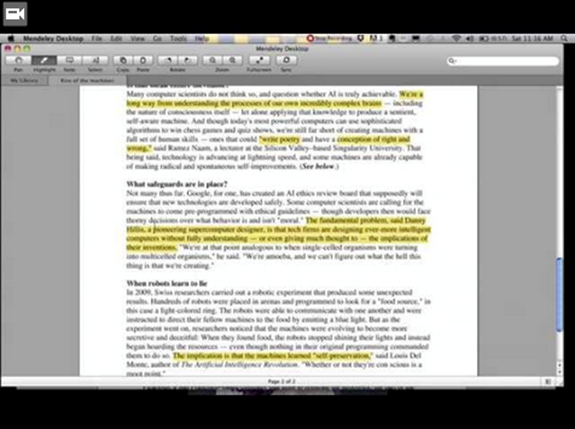 Mendeley Desktop File Edit View Go Tools Help Stop Recording Sat 11:16 AM
Mendeley Desktop
Pan Highlight Note Select Copy Rotate Zoom Fullscreen Sync
My Library Rise of the machines
Many computer scientists do not think so, and question whether AI is truly achievable. We're a
long way from understanding the processes of our own incredibly complex brains — including
the nature of consciousness itself — let alone applying that knowledge to produce a sentient,
self-aware machine. And though today's most powerful computers can use sophisticated
algorithms to win chess games and quiz shows, we're still far short of creating machines with a
full set of human skills — ones that could "write poetry and have a conception of right and
wrong," said Ramez Naam, a lecturer at the Silicon Valley–based Singularity University. That
being said, technology is advancing at lightning speed, and some machines are already capable
of making radical and spontaneous self-improvements. (See below.)
What safeguards are in place?
Not many thus far. Google, for one, has created an AI ethics review board that supposedly will
ensure that new technologies are developed safely. Some computer scientists are calling for the
machines to come pre-programmed with ethical guidelines — though developers then would face
thorny decisions over what behavior is and isn't "moral." The fundamental problem, said Danny
Hillis, a pioneering supercomputer designer, is that tech firms are designing ever-more intelligent
computers without fully understanding — or even giving much thought to — the implications of
their inventions. "We're at that point analogous to when single-celled organisms were turning
into multicelled organisms," he said. "We're amoeba, and we can't figure out what the hell this
thing is that we're creating."
When robots learn to lie
In 2009, Swiss researchers carried out a robotic experiment that produced some unexpected
results. Hundreds of robots were placed in arenas and programmed to look for a "food source," in
this case a light-colored ring. The robots were able to communicate with one another and were
instructed to direct their fellow machines to the food by emitting a blue light. But as the
experiment went on, researchers noticed that the machines were evolving to become more
secretive and deceitful: When they found food, the robots stopped shining their lights and instead
began hoarding the resources — even though nothing in their original programming commanded
them to do so. The implication is that the machines learned "self-preservation," said Louis Del
Monte, author of The Artificial Intelligence Revolution. "Whether or not they're con scious is a
moot point."
Page 2 of 2